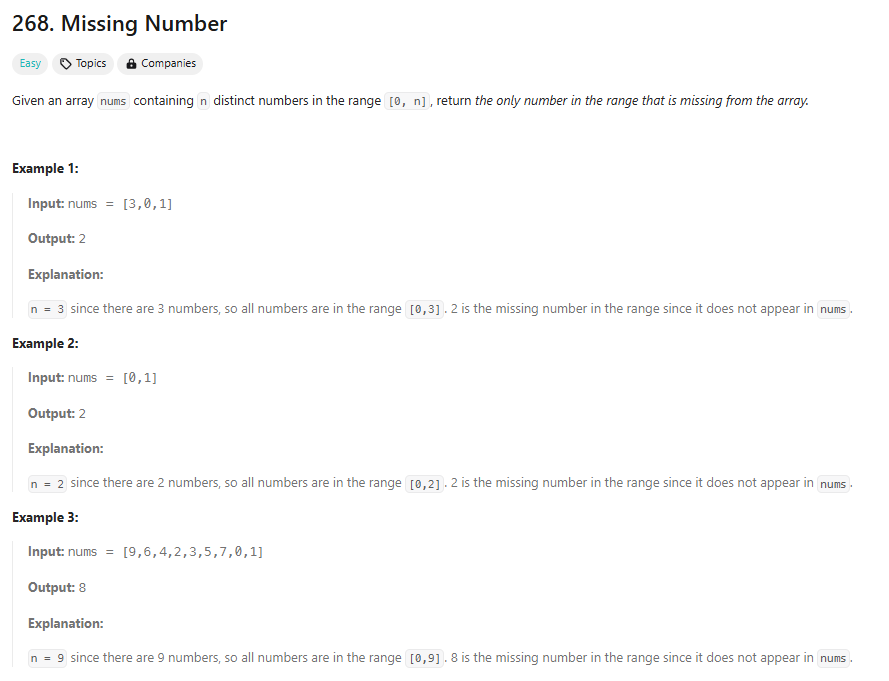 268. Missing Number
Easy Topics Companies
Given an array nums containing n distinct numbers in the range [0, n], return the only number in the range that is missing from the array.
Example 1:
Input: nums = [3,0,1]
Output: 2
Explanation:
n = 3 since there are 3 numbers, so all numbers are in the range [0,3]. 2 is the missing number in the range since it does not appear in nums.
Example 2:
Input: nums = [0,1]
Output: 2
Explanation:
n = 2 since there are 2 numbers, so all numbers are in the range [0,2]. 2 is the missing number in the range since it does not appear in nums.
Example 3:
Input: nums = [9,6,4,2,3,5,7,0,1]
Output: 8
Explanation:
n = 9 since there are 9 numbers, so all numbers are in the range [0,9]. 8 is the missing number in the range since it does not appear in nums.